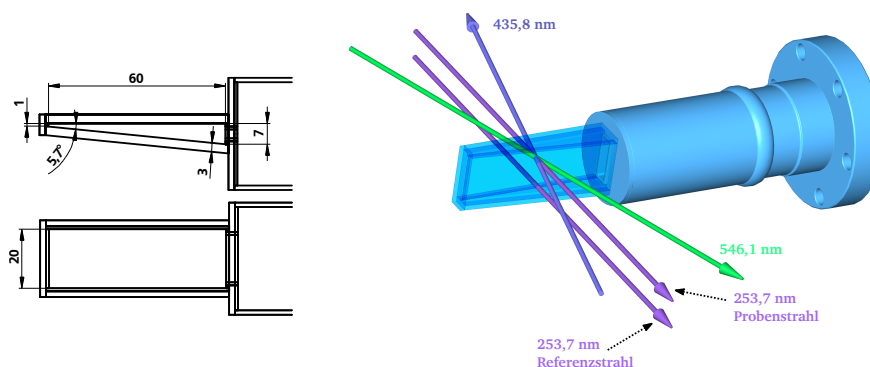 60
1
5,7°
3
7
20
435,8 nm
546,1 nm
253,7 nm
Probenstrahl
253,7 nm
Referenzstrahl